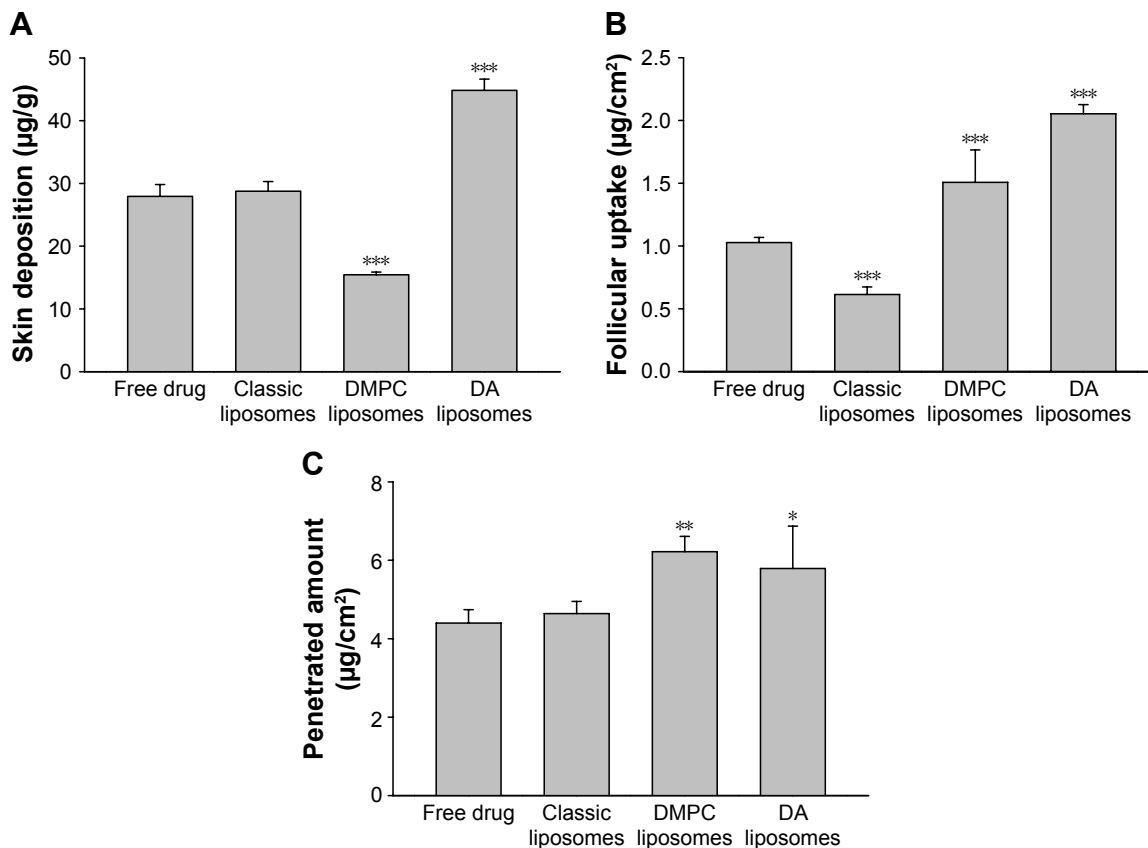 A
Skin deposition (µg/g)
50
40
30
20
10
0
***
***
Free drug
Classic
liposomes
DMPC
liposomes
DA
liposomes
B
Follicular uptake (µg/cm²)
2.5
2.0
1.5
1.0
0.5
0.0
***
***
***
Free drug
Classic
liposomes
DMPC
liposomes
DA
liposomes
C
Penetrated amount
(µg/cm²)
8
6
4
2
0
**
*
Free drug
Classic
liposomes
DMPC
liposomes
DA
liposomes